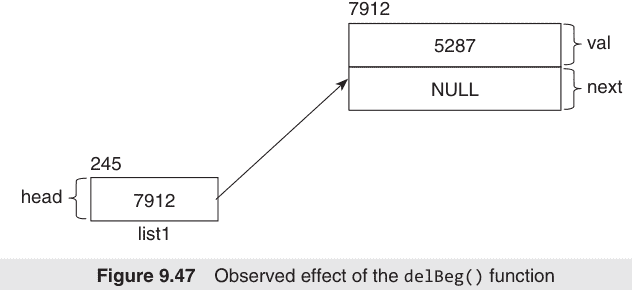 7912
5287
val
NULL
next
245
head
7912
list1
Figure 9.47 Observed effect of the delBeg() function